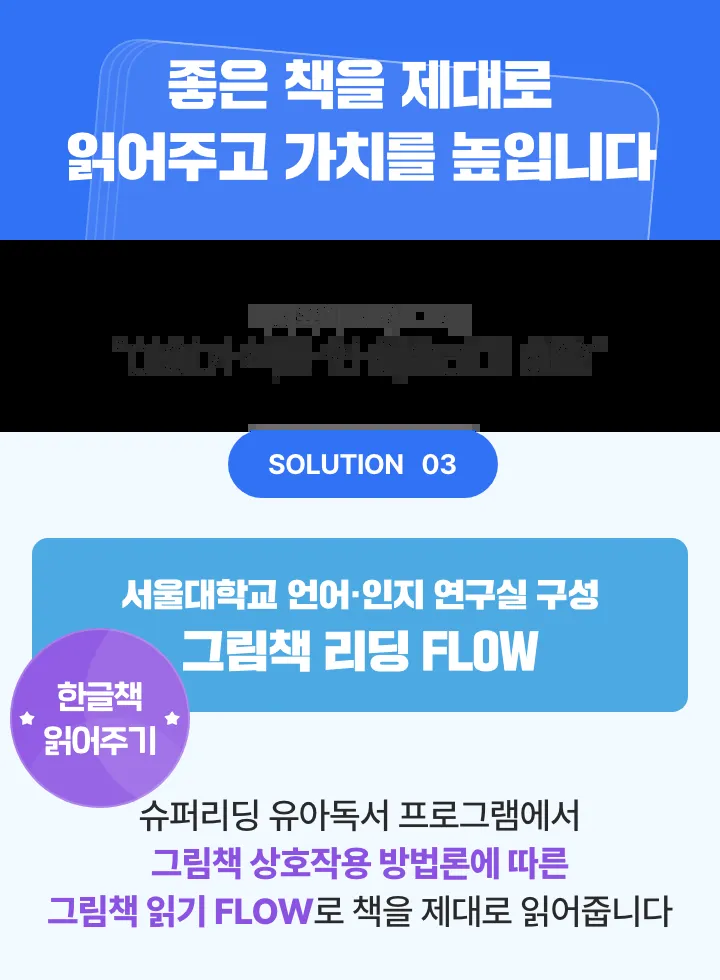 좋은 책을 제대로
읽어주고 가치를 높입니다
SOLUTION 03
서울대학교 언어·인지 연구실 구성
그림책 리딩 FLOW
한글책
읽어주기
슈퍼리딩 유아독서 프로그램에서
그림책 상호작용 방법론에 따른
그림책 읽기 FLOW로 책을 제대로 읽어줍니다